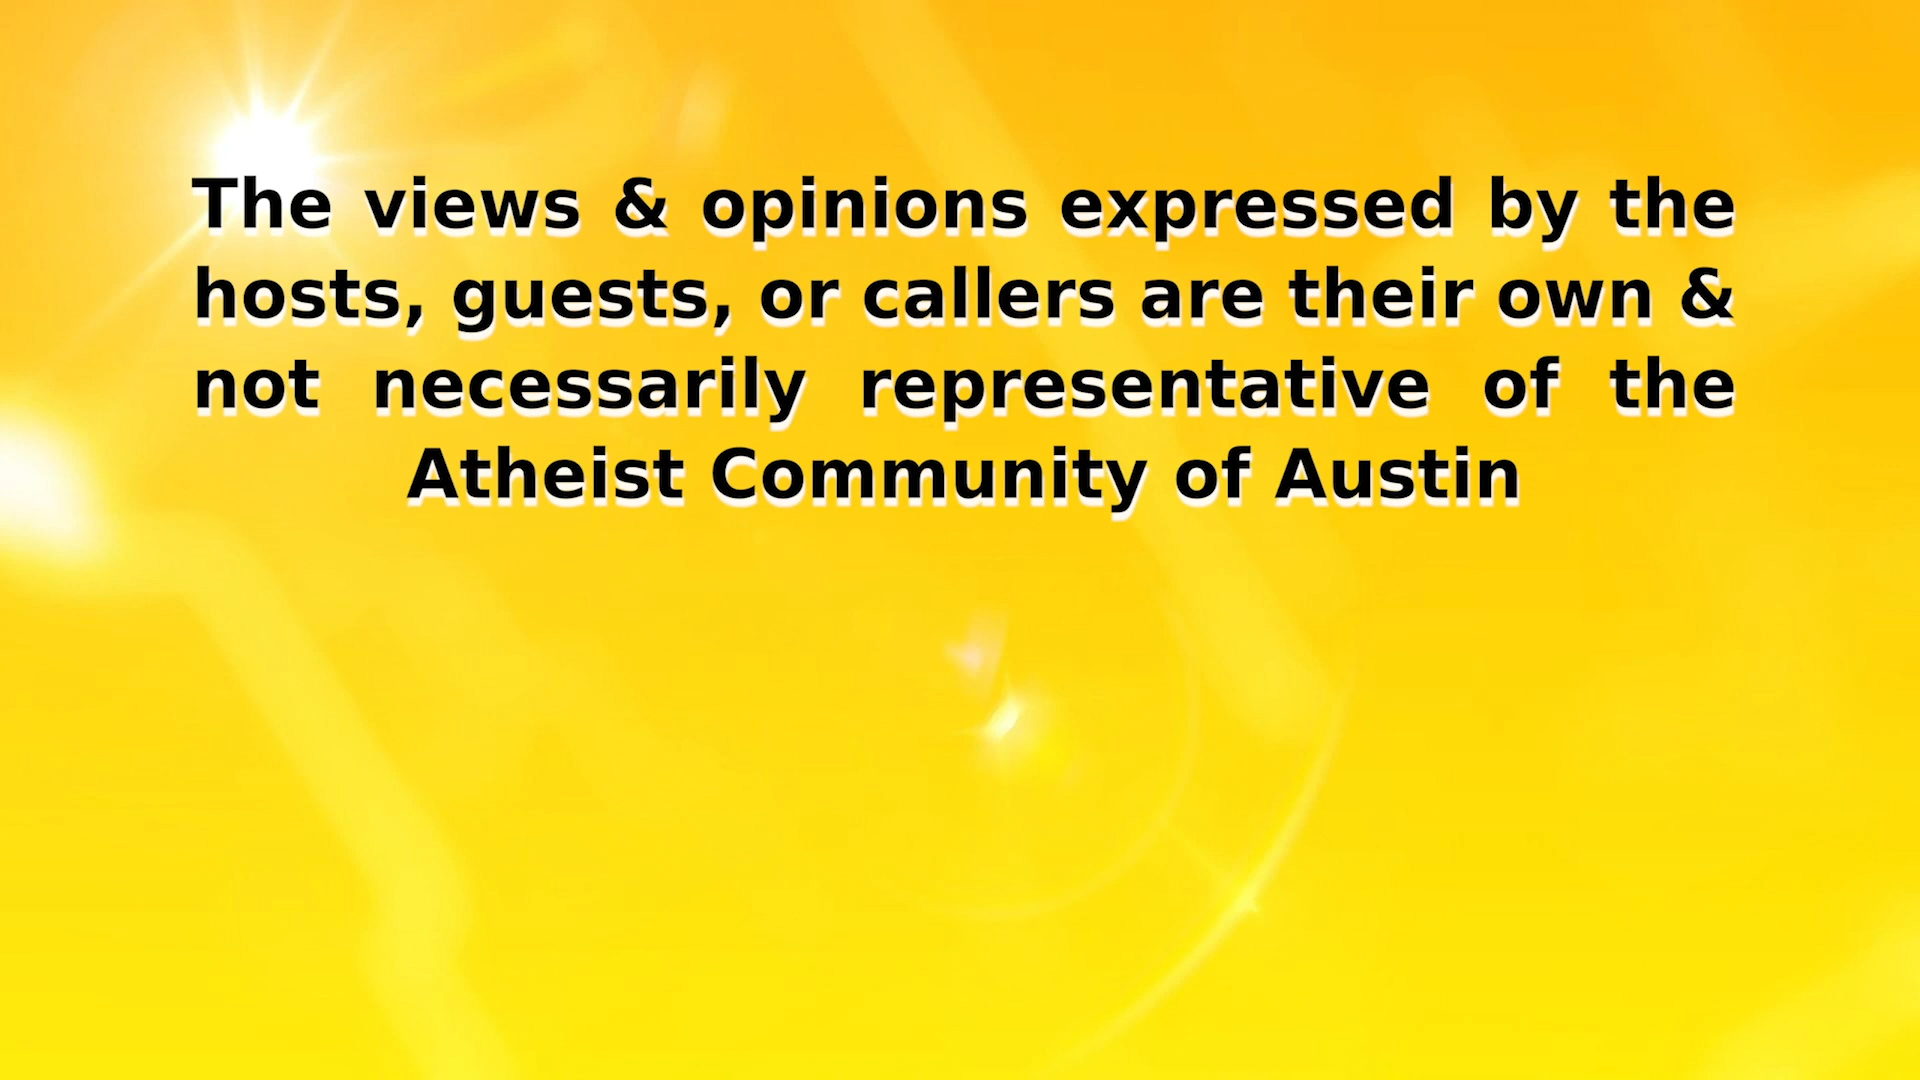 The views & opinions expressed by the
hosts, guests, or callers are their own &
not necessarily representative of the
Atheist Community of Austin